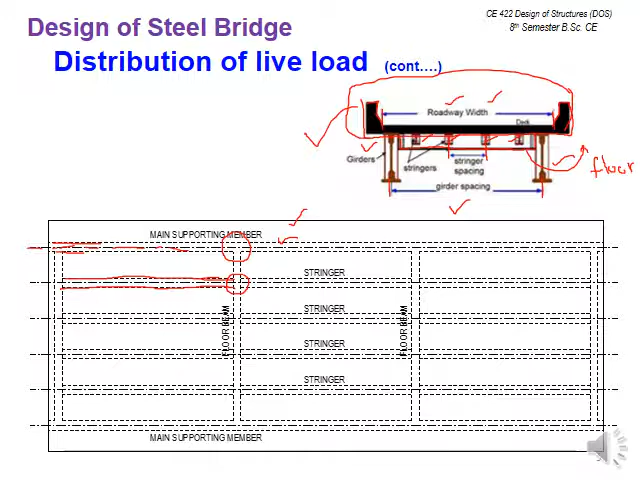 CE 422 Design of Structures (DOS)
8th Semester B.Sc. CE
Design of Steel Bridge
Distribution of live load (cont….)
Roadway Width
Deck
Girders
stringers
stringer
spacing
floor
girder spacing
MAIN SUPPORTING MEMBER
STRINGER
STRINGER
FLOOR BEAM
FLOOR BEAM
STRINGER
STRINGER
MAIN SUPPORTING MEMBER